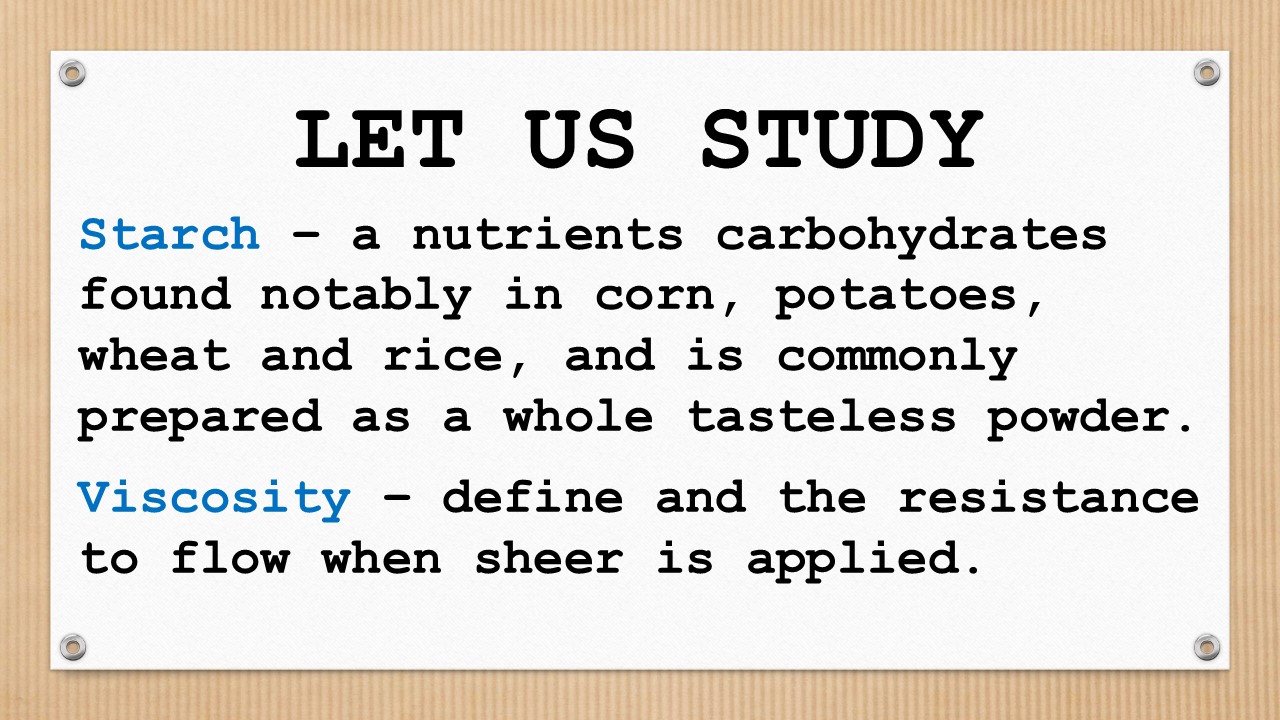 LET US STUDY
Starch – a nutrients carbohydrates
found notably in corn, potatoes,
wheat and rice, and is commonly
prepared as a whole tasteless powder.
Viscosity – define and the resistance
to flow when sheer is applied.